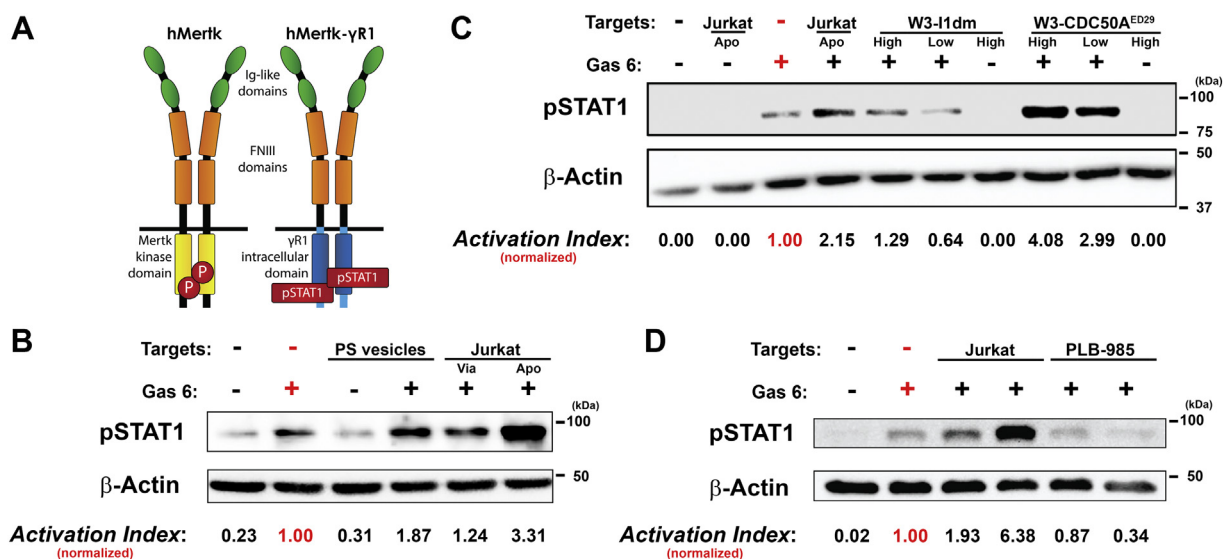 A
hMertk
hMertk-γR1
Ig-like
domains
FNIII
domains
Mertk
kinase
domain
γR1
intracellular
domain
P
P
pSTAT1
pSTAT1
B
Targets: - - PS vesicles Jurkat
Via Apo
Gas 6: - + - + + +
(kDa)
pSTAT1
100
β-Actin
50
Activation Index: 0.23 1.00 0.31 1.87 1.24 3.31
(normalized)
C
Targets: - Jurkat - Jurkat W3-I1dm W3-CDC50A^ED29
Apo Apo High Low High High Low High
Gas 6: - - + + + + - + + -
(kDa)
pSTAT1
100
75
β-Actin
50
37
Activation Index: 0.00 0.00 1.00 2.15 1.29 0.64 0.00 4.08 2.99 0.00
(normalized)
D
Targets: - - Jurkat PLB-985
Gas 6: - + + + + +
(kDa)
pSTAT1
100
β-Actin
50
Activation Index: 0.02 1.00 1.93 6.38 0.87 0.34
(normalized)